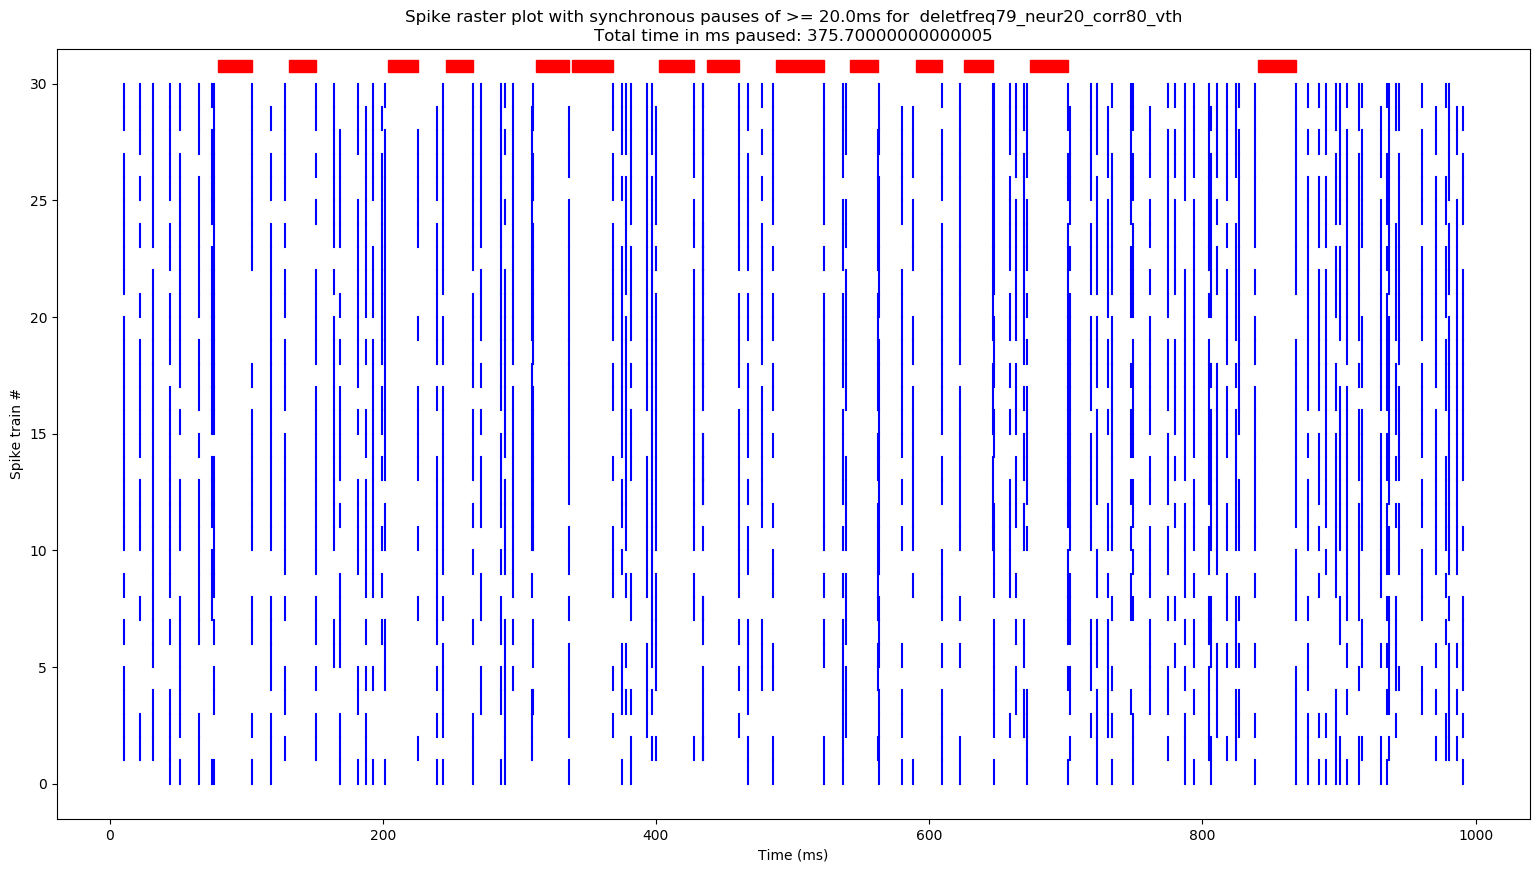 Spike raster plot with synchronous pauses of >= 20.0ms for  deletfreq79_neur20_corr80_vth
Total time in ms paused: 375.70000000000005
30
25
20
15
10
5
0
Spike train #
0 200 400 600 800 1000
Time (ms)